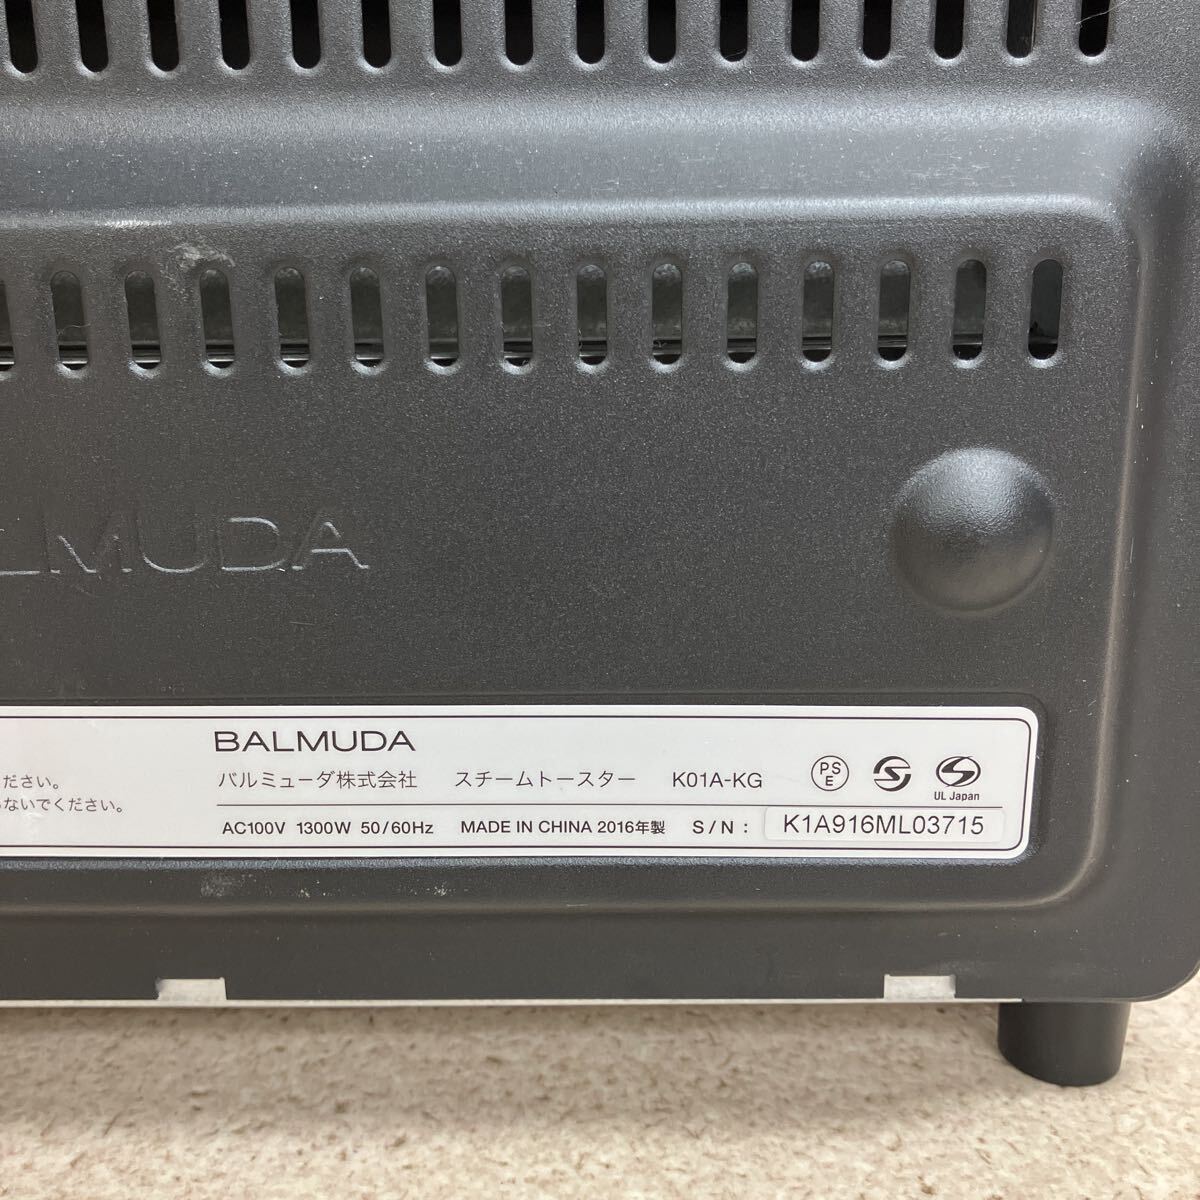 BALMUDA
ださい。
ないでください。
BALMUDA
バルミューダ株式会社 スチームトースター K01A-KG
PS E
UL Japan
AC100V 1300W 50/60Hz MADE IN CHINA 2016年製 S/N : K1A916ML03715